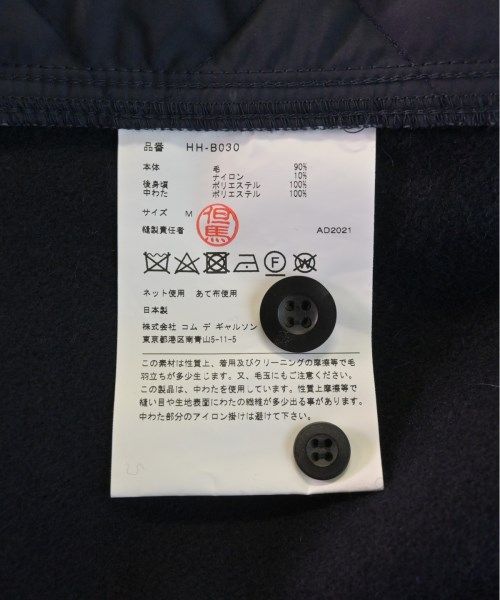 品番 HH-B030
本体 毛 90%
ナイロン 10%
後身頃 ポリエステル 100%
中わた ポリエステル 100%
サイズ M
但馬
縫製責任者 AD2021
ネット使用 あて布使用
日本製
株式会社 コム デ ギャルソン
東京都港区南青山5-11-5
この素材は性質上、着用及びクリーニングの摩擦等で毛
羽立ちが多少生じます。又、毛玉にもご注意ください。
この製品は、中わたを使用しています。性質上摩擦等で
縫い目や生地表面にわたの繊維が多少出る事があります。
中わた部分のアイロン掛けは避けて下さい。